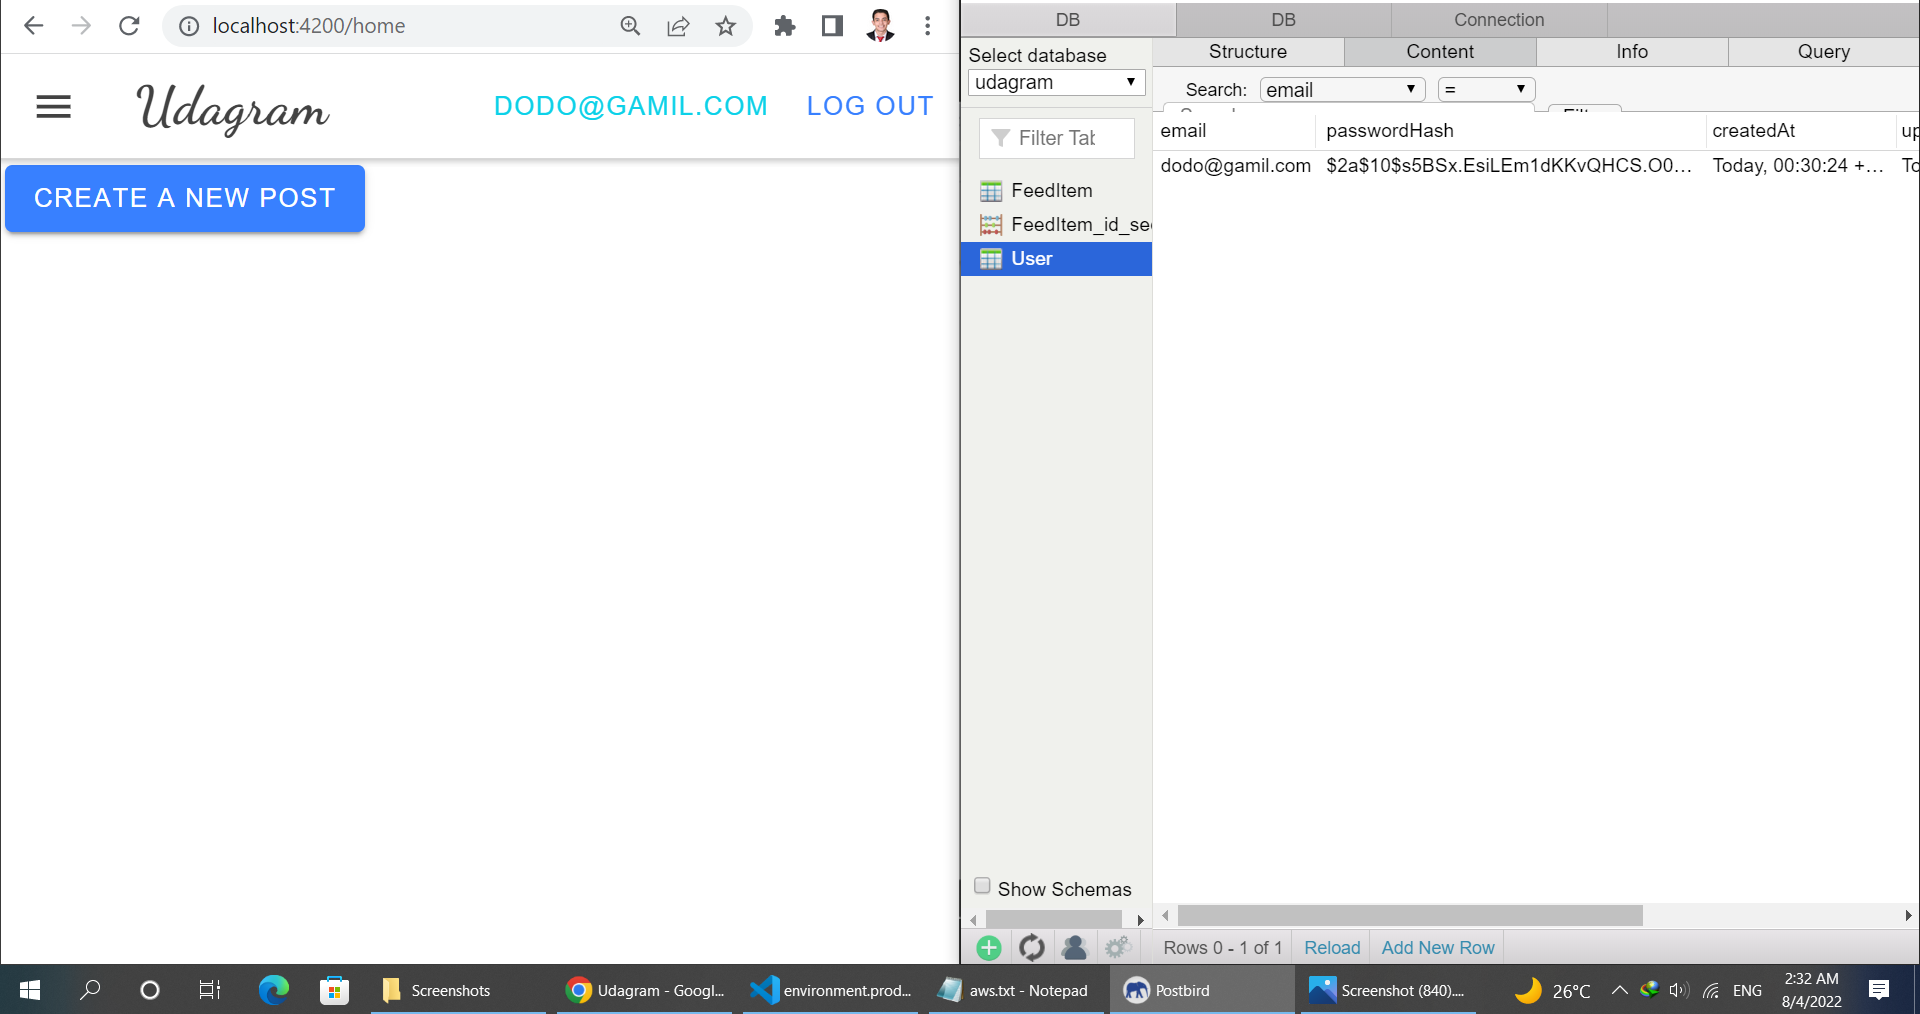 localhost:4200/home
Udagram
DODO@GAMIL.COM
LOG OUT
CREATE A NEW POST
DB
DB
Connection
Select database
udagram
Structure
Content
Info
Query
Search:
email
=
Filter Tab
FeedItem
FeedItem_id_se
User
email
passwordHash
createdAt
up
dodo@gamil.com
$2a$10$s5BSx.EsiLEm1dKKvQHCS.O0...
Today, 00:30:24 +...
To
Show Schemas
Rows 0 - 1 of 1
Reload
Add New Row
Screenshots
Udagram - Googl...
environment.prod...
aws.txt - Notepad
Postbird
Screenshot (840)....
26°C
ENG
2:32 AM
8/4/2022